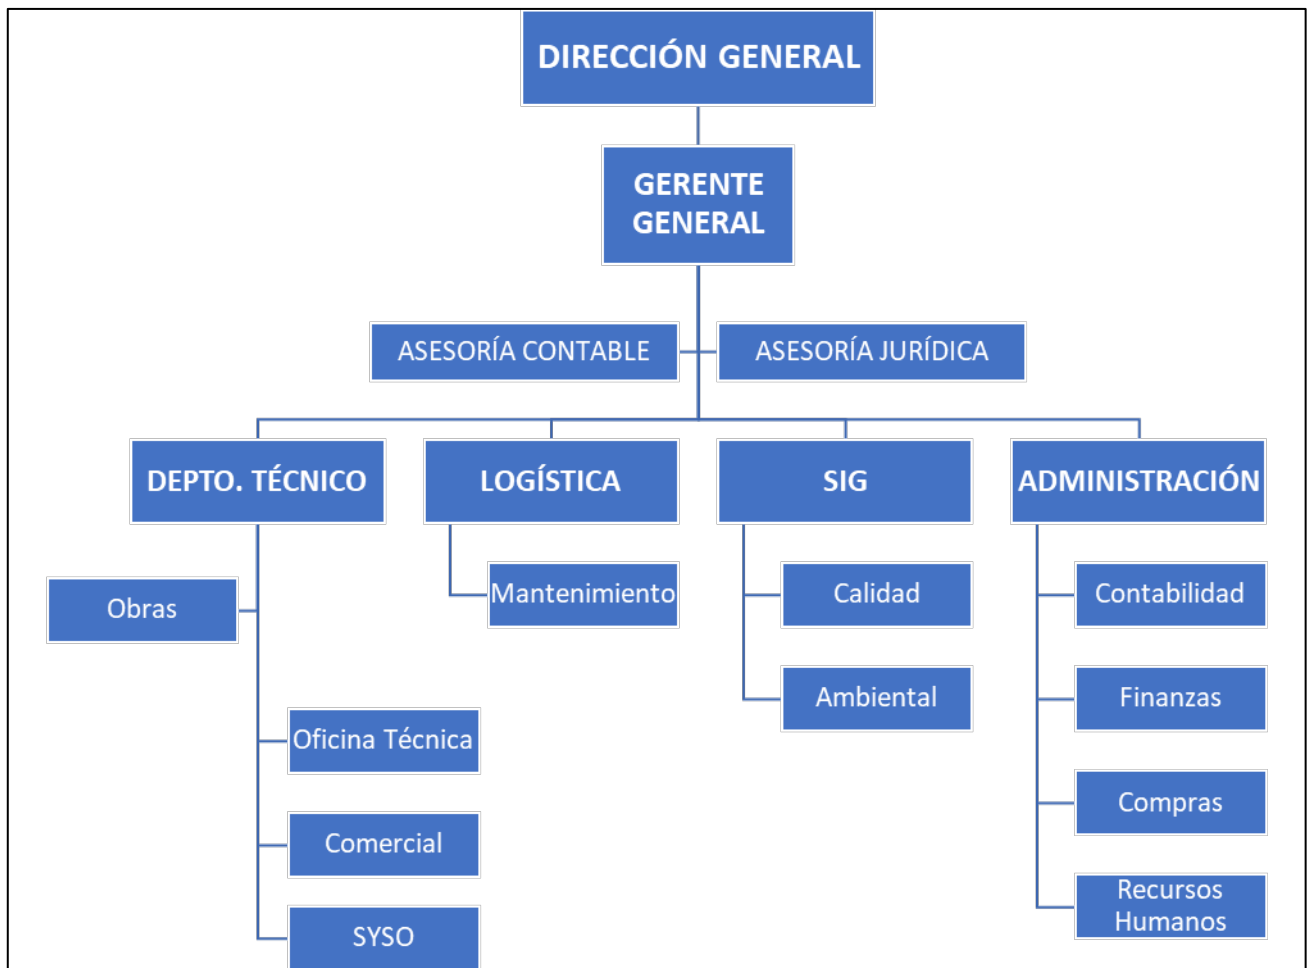 DIRECCIÓN GENERAL
GERENTE
GENERAL
ASESORÍA CONTABLE
ASESORÍA JURÍDICA
DEPTO. TÉCNICO
LOGÍSTICA
SIG
ADMINISTRACIÓN
Obras
Oficina Técnica
Comercial
SYSO
Mantenimiento
Calidad
Ambiental
Contabilidad
Finanzas
Compras
Recursos
Humanos